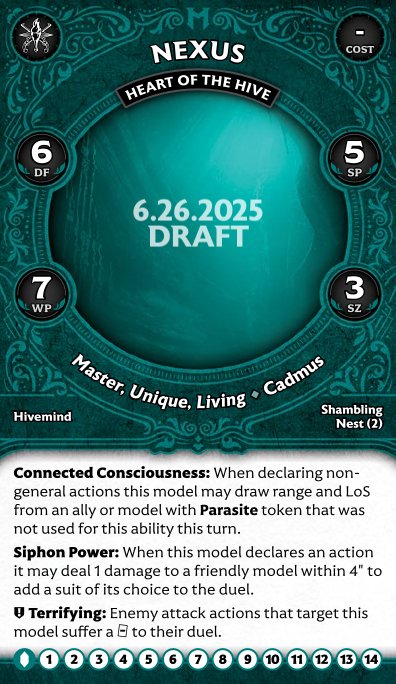 NEXUS
-
COST
HEART OF THE HIVE
6
DF
5
SP
6.26.2025
DRAFT
7
WP
3
SZ
Master, Unique, Living ⬥ Cadmus
Hivemind
Shambling
Nest (2)
Connected Consciousness: When declaring non-
general actions this model may draw range and LoS
from an ally or model with Parasite token that was
not used for this ability this turn.
Siphon Power: When this model declares an action
it may deal 1 damage to a friendly model within 4" to
add a suit of its choice to the duel.
Terrifying: Enemy attack actions that target this
model suffer a to their duel.
1 2 3 4 5 6 7 8 9 10 11 12 13 14